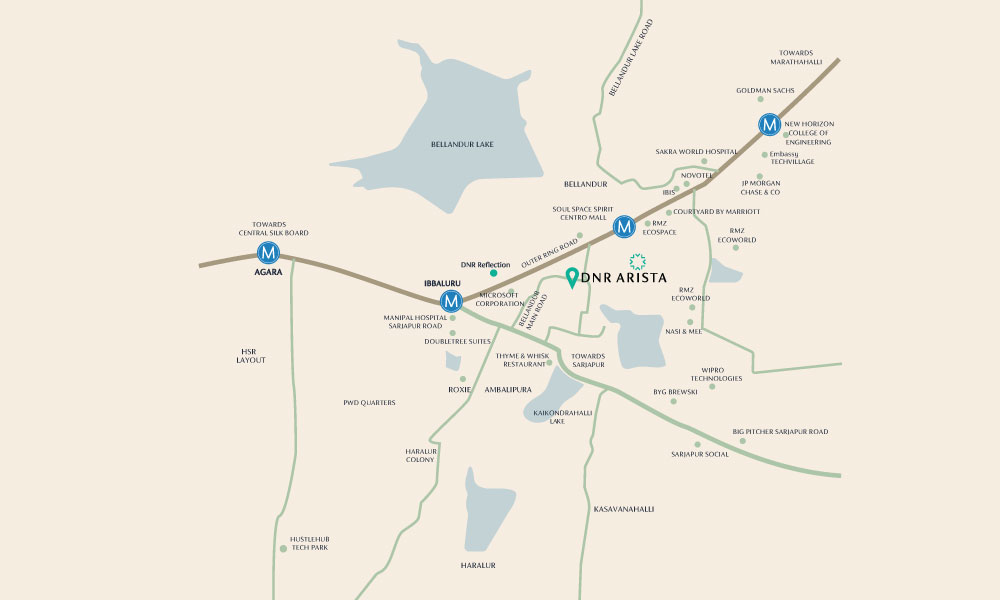 BELLANDUR LAKE ROAD
TOWARDS
MARATHAHALLI
GOLDMAN SACHS
M
NEW HORIZON
COLLEGE OF
ENGINEERING
BELLANDUR LAKE
SAKRA WORLD HOSPITAL
Embassy
TECHVILLAGE
NOVOTEL
BELLANDUR
IBIS
JP MORGAN
CHASE & CO
SOUL SPACE SPIRIT
CENTRO MALL
COURTYARD BY MARRIOTT
M
RMZ
ECOSPACE
RMZ
ECOWORLD
TOWARDS
CENTRAL SILK BOARD
M
AGARA
OUTER RING ROAD
DNR Reflection
DNR ARISTA
IBBALURU
M
MICROSOFT
CORPORATION
BELLANDUR
MAIN ROAD
RMZ
ECOWORLD
MANIPAL HOSPITAL
SARJAPUR ROAD
NASI & MEE
DOUBLETREE SUITES
HSR
LAYOUT
THYME & WHISK
RESTAURANT
TOWARDS
SARJAPUR
WIPRO
TECHNOLOGIES
ROXIE
AMBALIPURA
BYG BREWSKI
PWD QUARTERS
KAIKONDRAHALLI
LAKE
BIG PITCHER SARJAPUR ROAD
HARALUR
COLONY
SARJAPUR SOCIAL
KASAVANAHALLI
HUSTLEHUB
TECH PARK
HARALUR